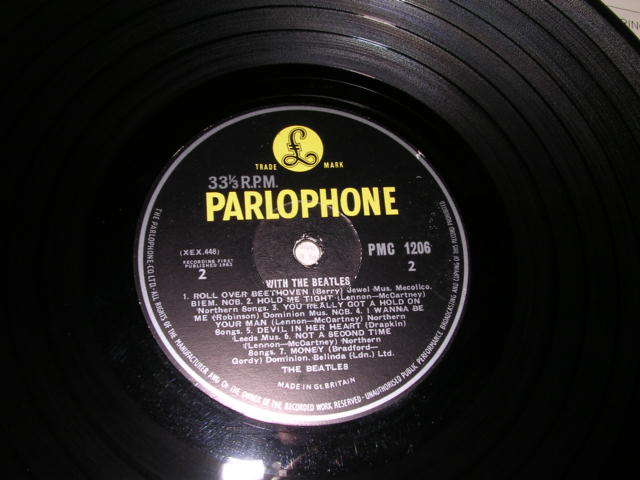 £
TRADE MARK
33⅓ R.P.M.
PARLOPHONE
(XEX.448)
PMC 1206
RECORDING FIRST
PUBLISHED 1963
2
2
WITH THE BEATLES
1. ROLL OVER BEETHOVEN (Berry) Jewel Mus. Mecolico.
BIEM. NCB. 2. HOLD ME TIGHT (Lennon—McCartney)
Northern Songs. 3. YOU REALLY GOT A HOLD ON
ME (Robinson) Dominion Mus. NCB. 4. I WANNA BE
YOUR MAN (Lennon—McCartney) Northern
Songs. 5. DEVIL IN HER HEART (Drapkin)
Leeds Mus. 6. NOT A SECOND TIME
(Lennon—McCartney) Northern
Songs. 7. MONEY (Bradford—
Gordy) Dominion. Belinda (Ldn.) Ltd.
THE BEATLES
MADE IN Gt. BRITAIN
THE PARLOPHONE CO. LTD. ALL RIGHTS OF THE MANUFACTURER AND OF THE OWNER OF THE RECORDED WORK RESERVED · UNAUTHORISED PUBLIC PERFORMANCE BROADCASTING AND COPYING OF THIS RECORD PROHIBITED